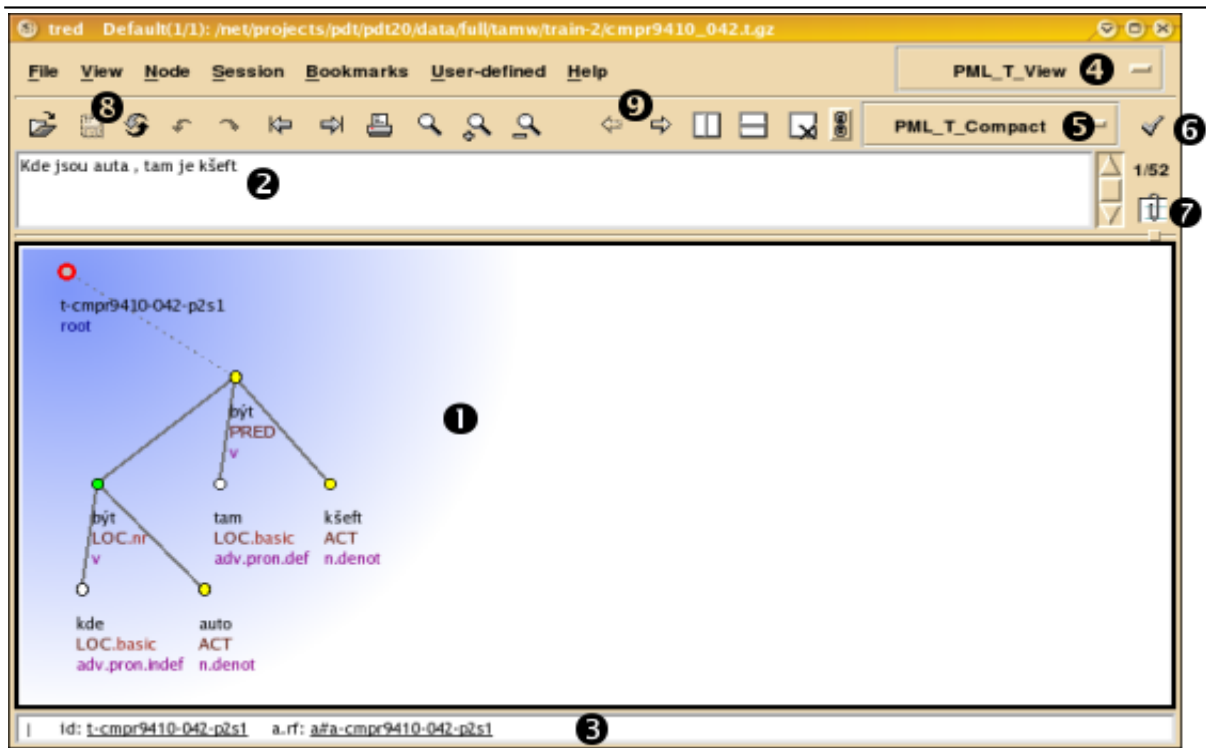 tred Default(1/1): /net/projects/pdt/pdt20/data/full/tamw/train-2/cmpr9410_042.t.gz
File View Node Session Bookmarks User-defined Help PML_T_View 4
8 9 PML_T_Compact 5 6
Kde jsou auta , tam je kšeft 2 1/52
7
t-cmpr9410-042-p2s1
root
1
být
PRED
v
být tam kšeft
LOC.nr LOC.basic ACT
v adv.pron.def n.denot
kde auto
LOC.basic ACT
adv.pron.indef n.denot
| id: t-cmpr9410-042-p2s1 a.rf: a#a-cmpr9410-042-p2s1 3